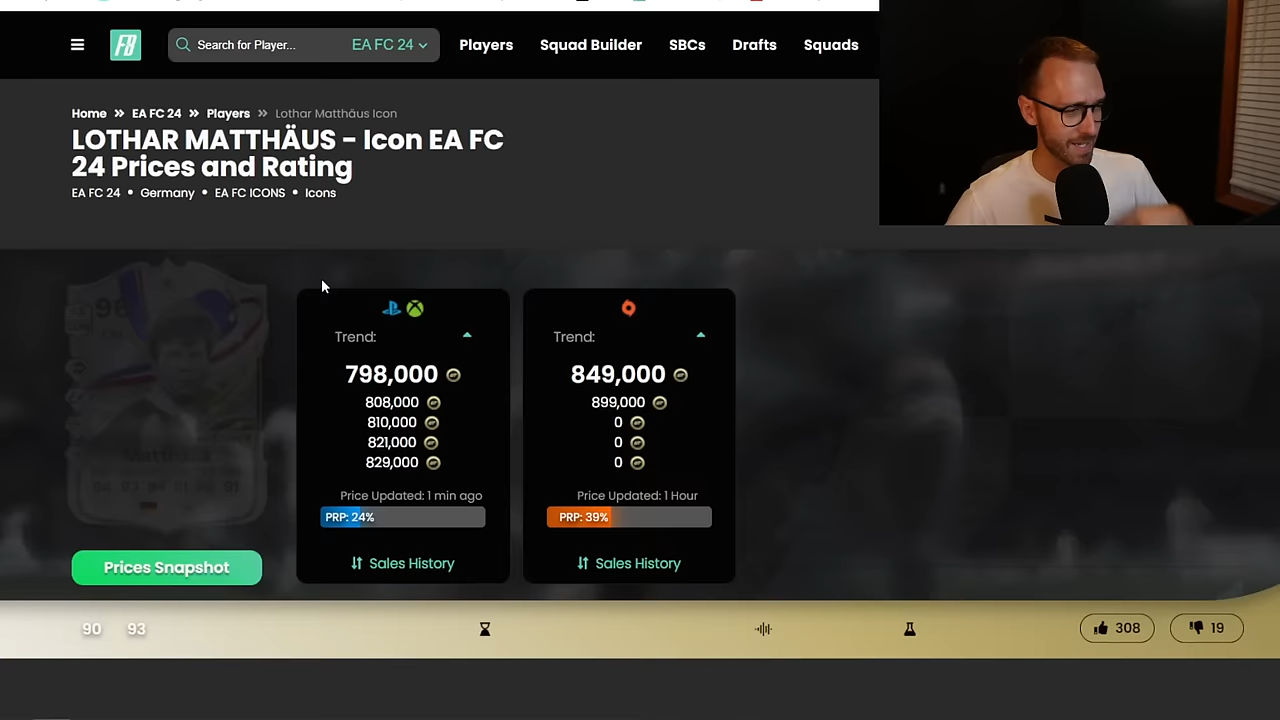 FB
Search for Player...
EA FC 24
Players
Squad Builder
SBCs
Drafts
Squads
Home » EA FC 24 » Players » Lothar Matthäus Icon
LOTHAR MATTHÄUS - Icon EA FC
24 Prices and Rating
EA FC 24 • Germany • EA FC ICONS • Icons
Trend:
798,000
808,000
810,000
821,000
829,000
Price Updated: 1 min ago
PRP: 24%
Sales History
Trend:
849,000
899,000
0
0
0
Price Updated: 1 Hour
PRP: 39%
Sales History
Matthäus
Prices Snapshot
90
93
308
19